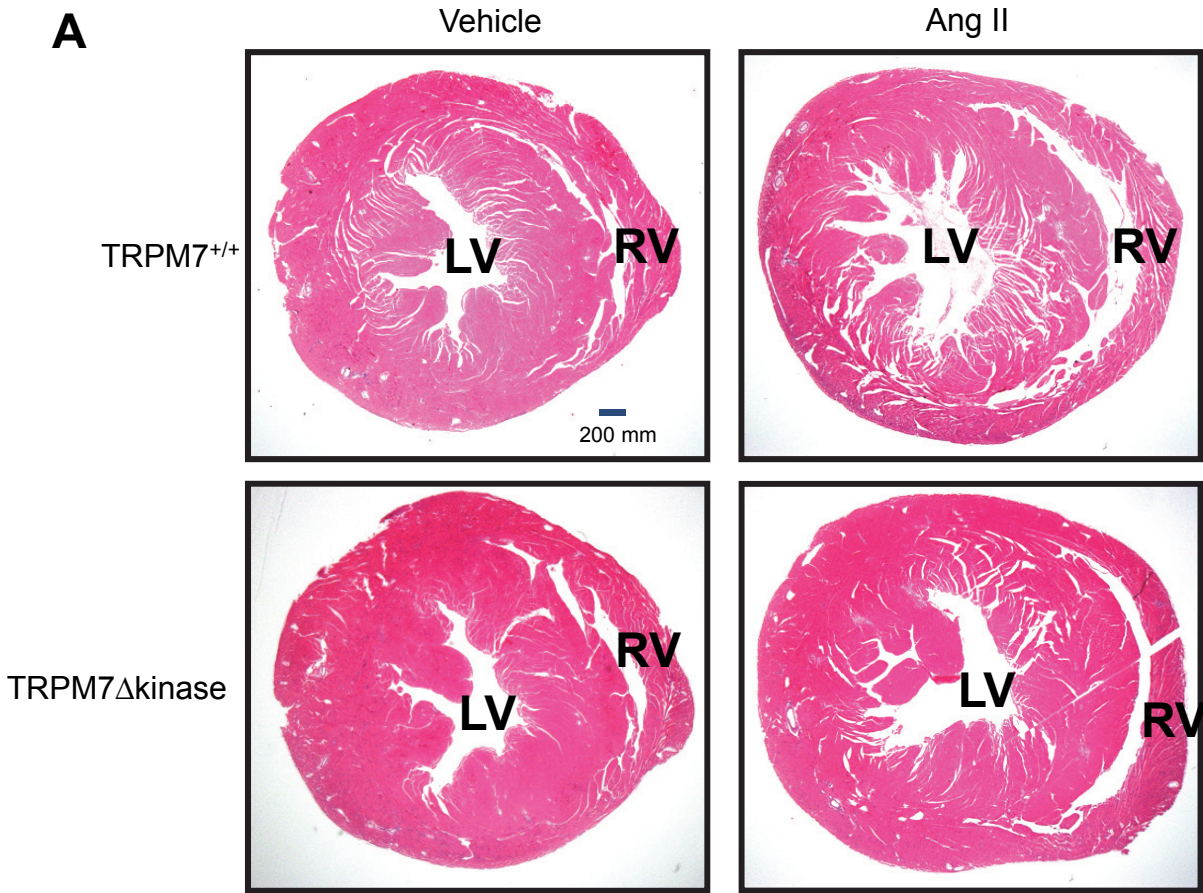 A
Vehicle
Ang II
TRPM7+/+
LV
RV
200 mm
LV
RV
TRPM7Δkinase
LV
RV
LV
RV